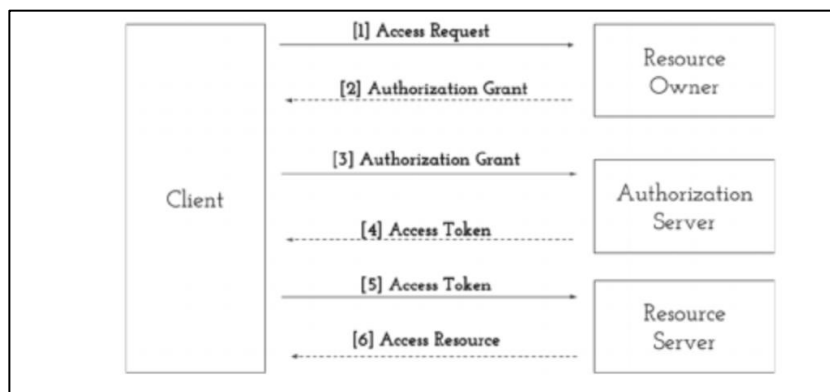 [1] Access Request
Resource
Owner
[2] Authorization Grant
[3] Authorization Grant
Client
Authorization
Server
[4] Access Token
[5] Access Token
Resource
Server
[6] Access Resource